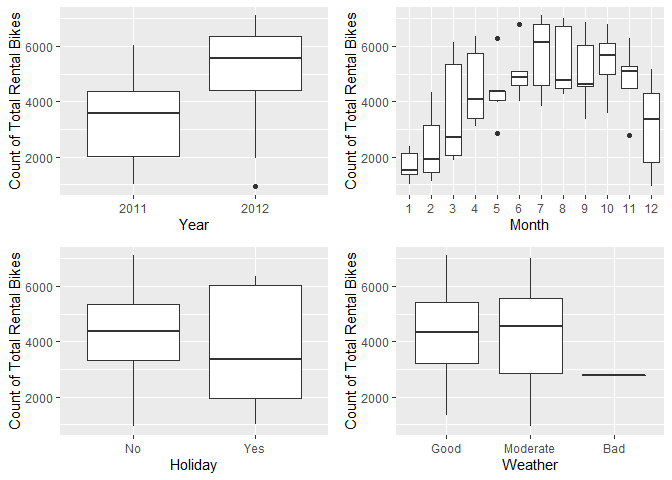 Count of Total Rental Bikes
6000
4000
2000
2011 2012
Year
Count of Total Rental Bikes
6000
4000
2000
1 2 3 4 5 6 7 8 9 10 11 12
Month
Count of Total Rental Bikes
6000
4000
2000
No Yes
Holiday
Count of Total Rental Bikes
6000
4000
2000
Good Moderate Bad
Weather